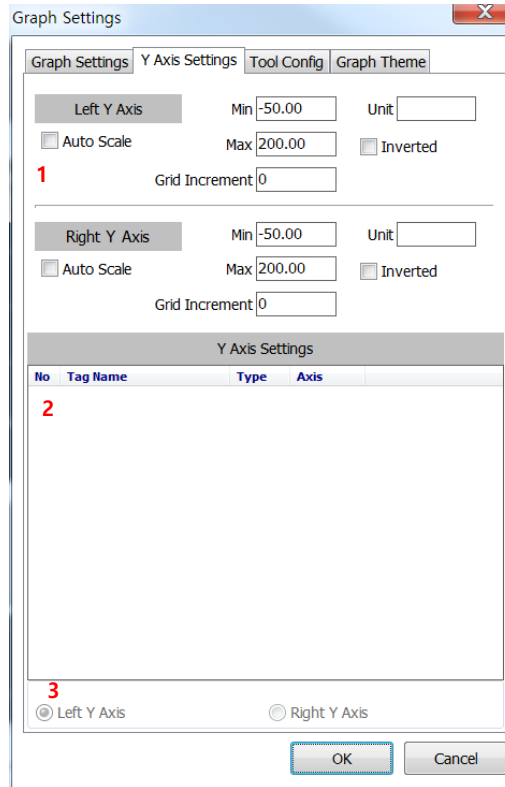 Graph Settings
X
Graph Settings Y Axis Settings Tool Config Graph Theme
Left Y Axis Min -50.00 Unit
Auto Scale Max 200.00 Inverted
1
Grid Increment 0
Right Y Axis Min -50.00 Unit
Auto Scale Max 200.00 Inverted
Grid Increment 0
Y Axis Settings
No Tag Name Type Axis
2
3
Left Y Axis Right Y Axis
OK Cancel